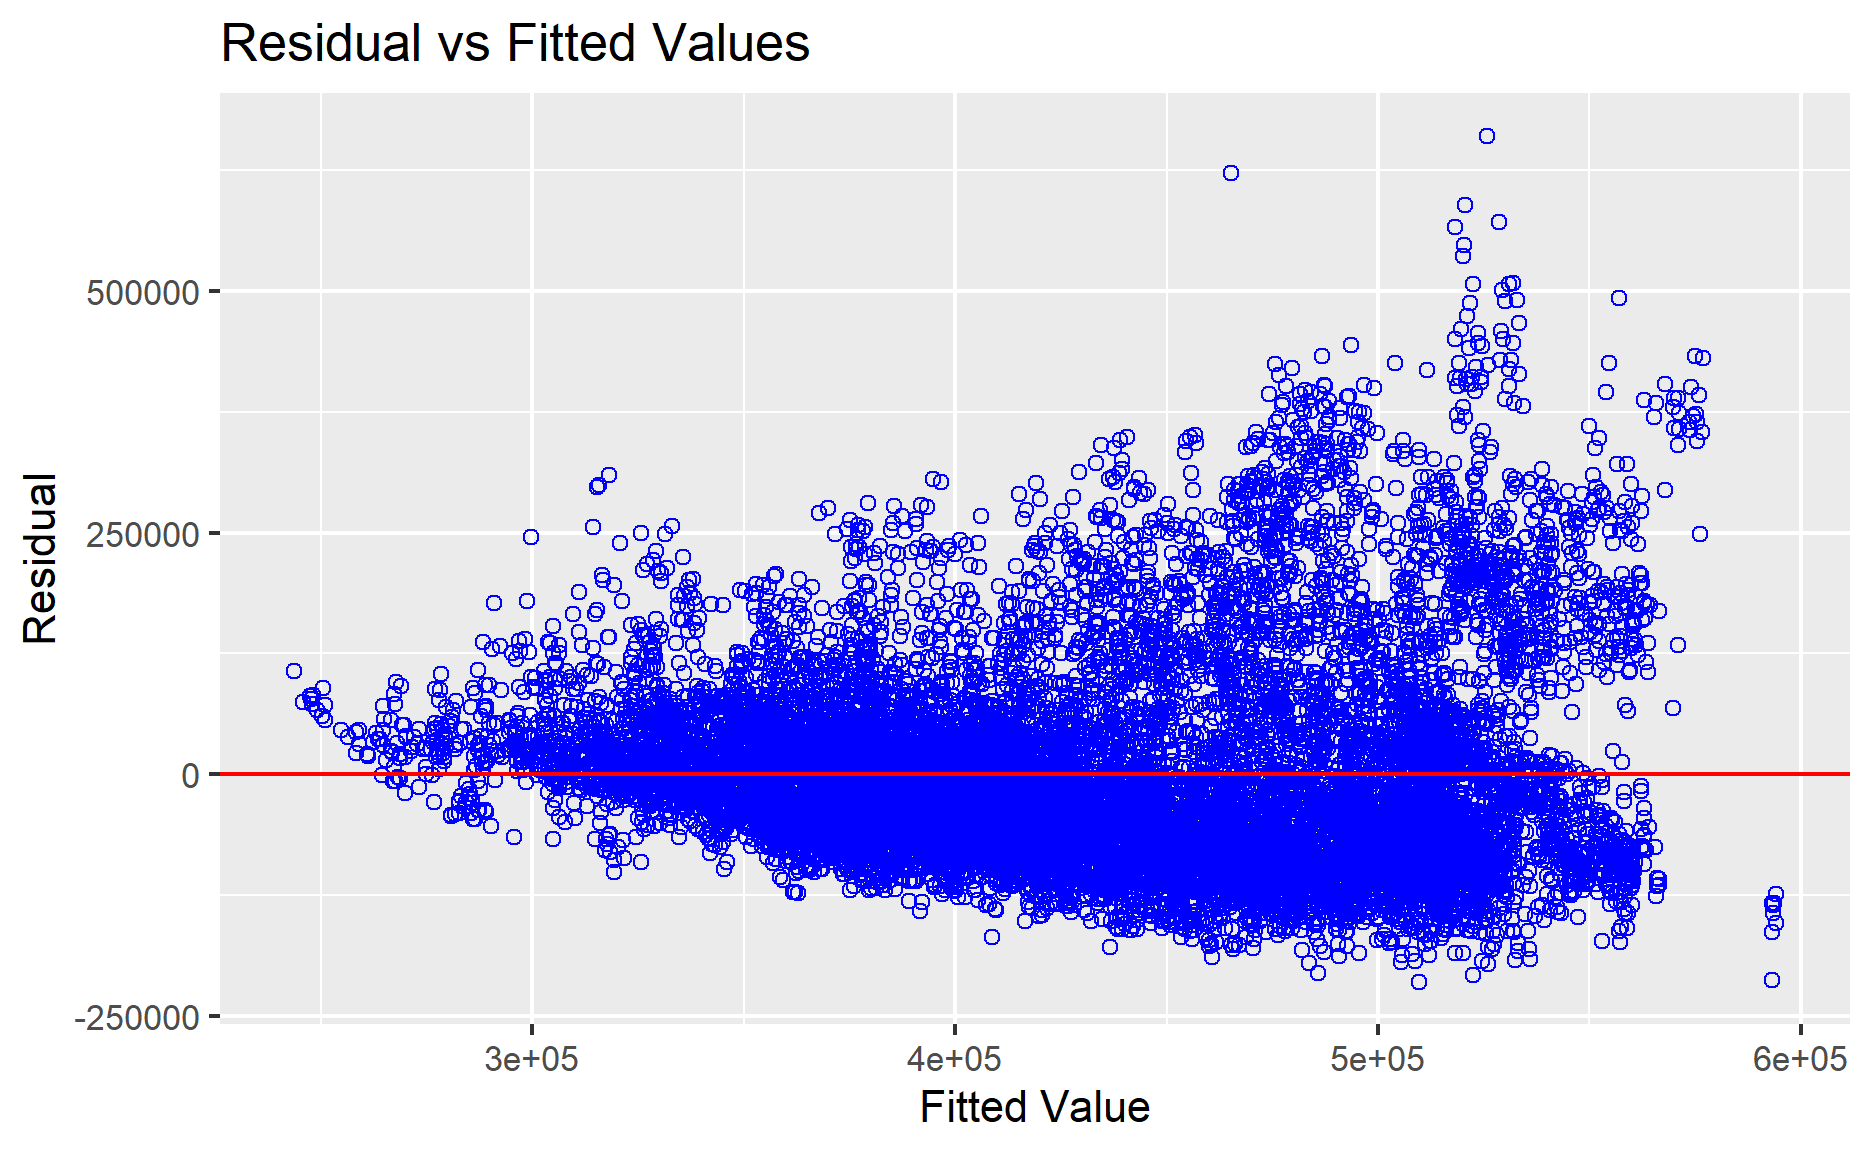 Residual vs Fitted Values
Residual
500000
250000
0
-250000
3e+05
4e+05
5e+05
6e+05
Fitted Value